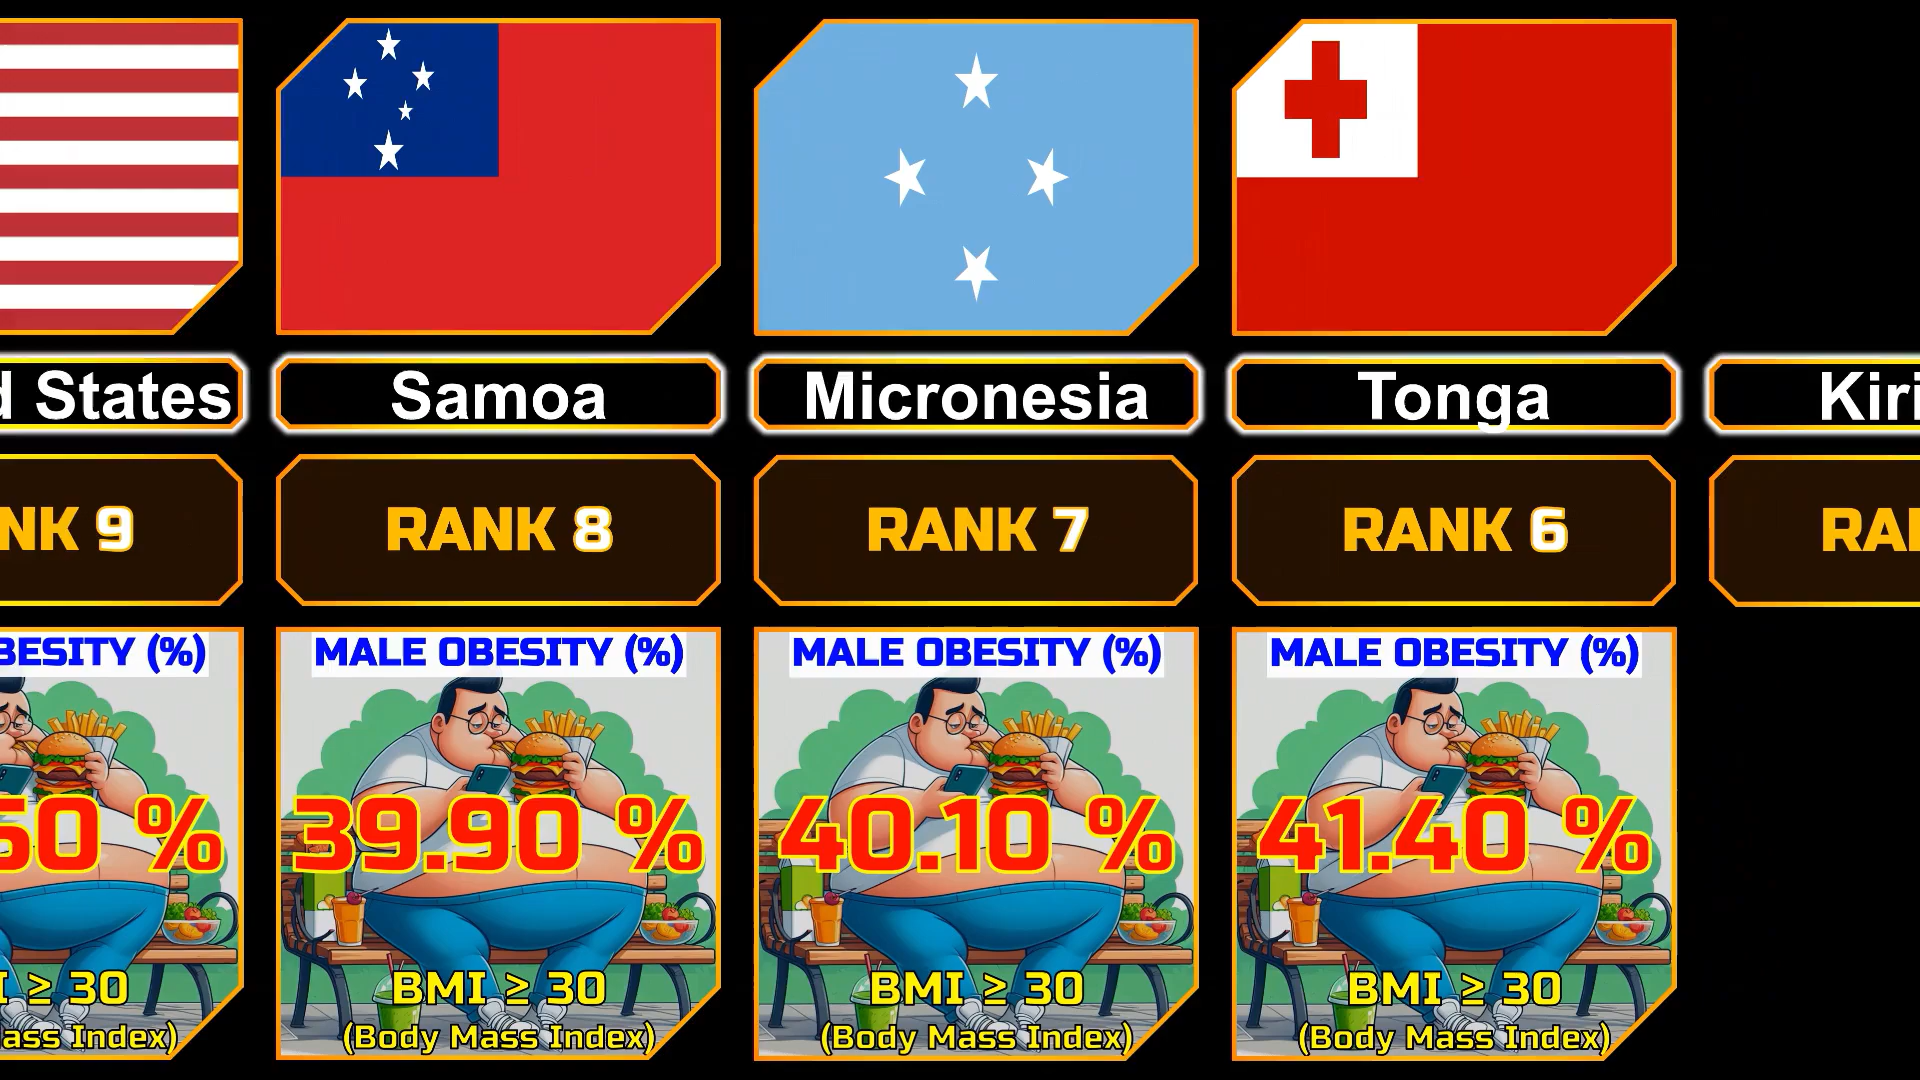 d States
Samoa
Micronesia
Tonga
Kiri
NK 9
RANK 8
RANK 7
RANK 6
RAN
BESITY (%)
MALE OBESITY (%)
MALE OBESITY (%)
MALE OBESITY (%)
50 %
39.90 %
40.10 %
41.40 %
I ≥ 30
BMI ≥ 30
BMI ≥ 30
BMI ≥ 30
ass Index)
(Body Mass Index)
(Body Mass Index)
(Body Mass Index)